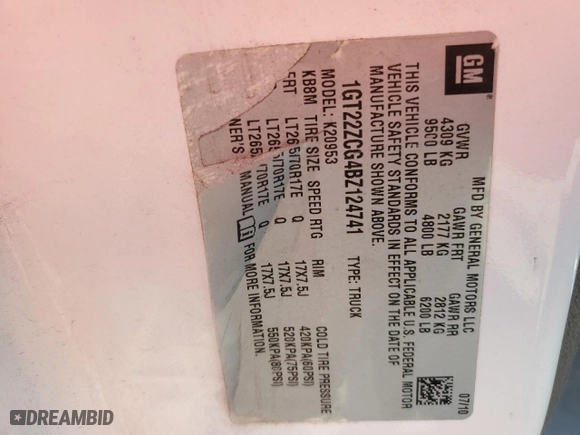 GM
MFD BY GENERAL MOTORS LLC
07/10
GVWR GAWR FRT GAWR RR
4309 KG 2177 KG 2812 KG
9500 LB 4800 LB 6200 LB
THIS VEHICLE CONFORMS TO ALL APPLICABLE U.S. FEDERAL MOTOR
VEHICLE SAFETY STANDARDS IN EFFECT ON THE DATE OF
MANUFACTURE SHOWN ABOVE.
1GT22ZCG4BZ124741 TYPE: TRUCK
MODEL: K20953
KB8M TIRE SIZE SPEED RTG RIM COLD TIRE PRESSURE
FRT LT265/70R17E Q 17X7.5J 420KPA(60PSI)
LT265/70R17E Q 17X7.5J 520KPA(75PSI)
LT265/70R17E Q 17X7.5J 550KPA(80PSI)
NER'S MANUAL FOR MORE INFORMATION.
DREAMBID